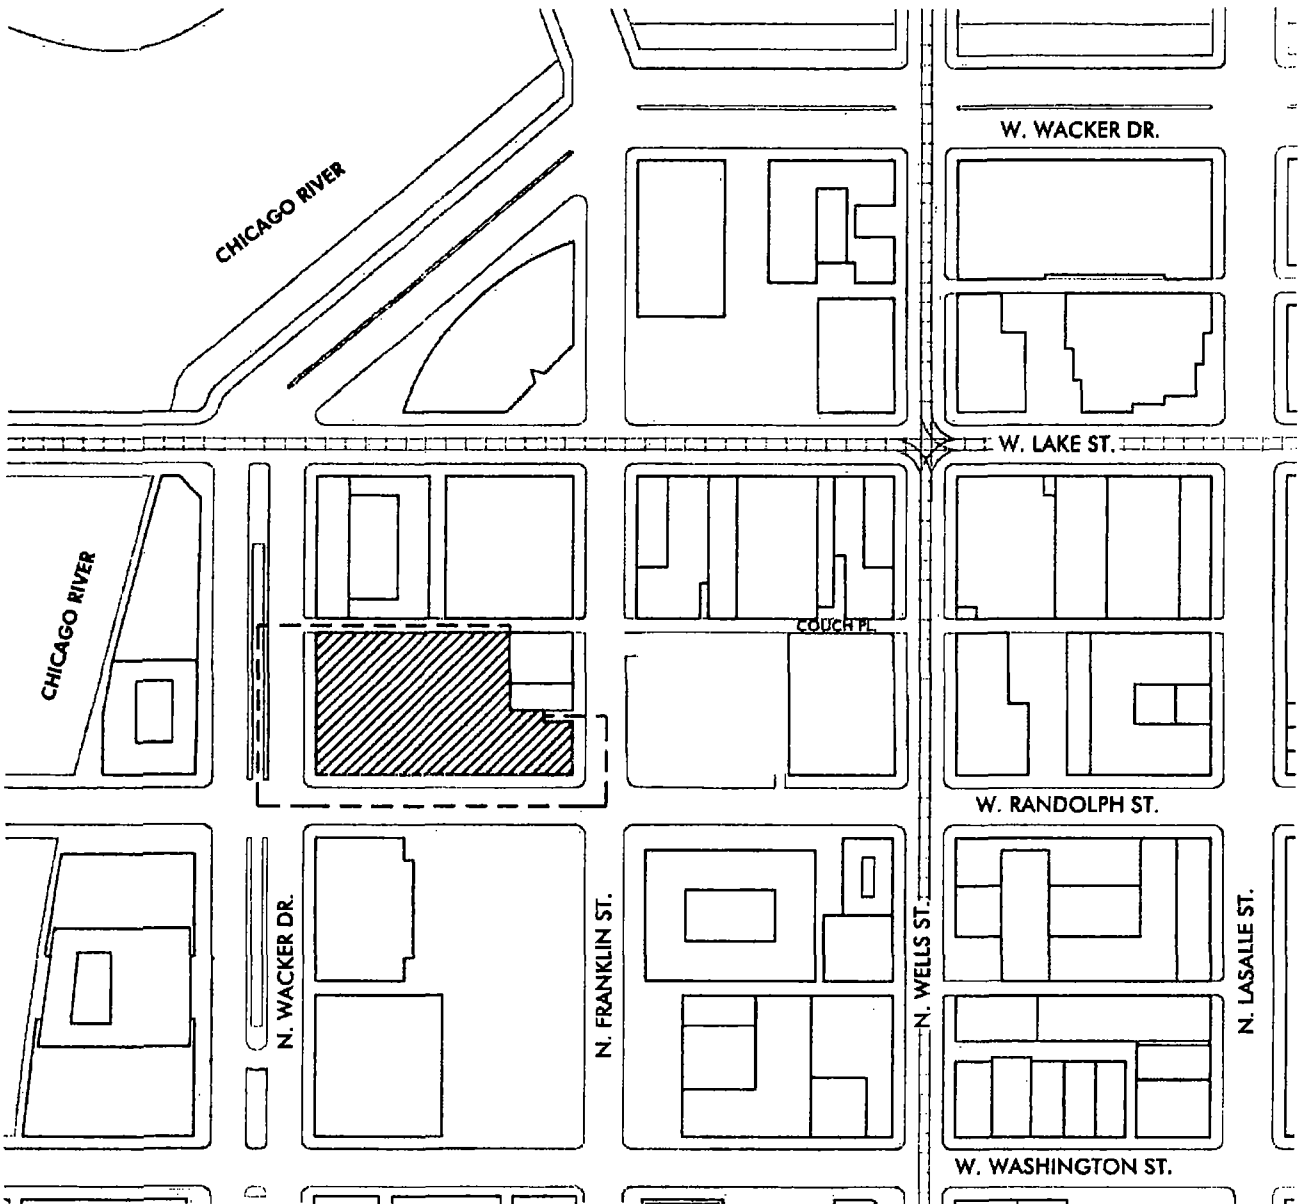 W. WACKER DR.
CHICAGO RIVER
W. LAKE ST.
CHICAGO RIVER
COUCH PL.
W. RANDOLPH ST.
N. WACKER DR.
N. FRANKLIN ST.
N. WELLS ST.
N. LASALLE ST.
W. WASHINGTON ST.